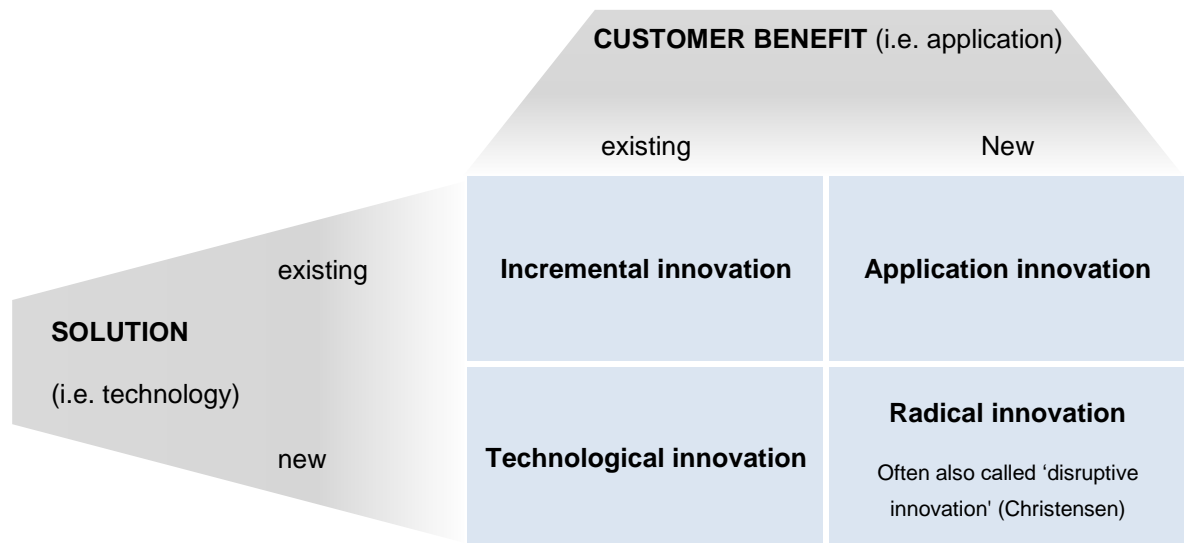 CUSTOMER BENEFIT (i.e. application)
existing
New
existing
Incremental innovation
Application innovation
SOLUTION
(i.e. technology)
new
Technological innovation
Radical innovation
Often also called ‘disruptive
innovation' (Christensen)